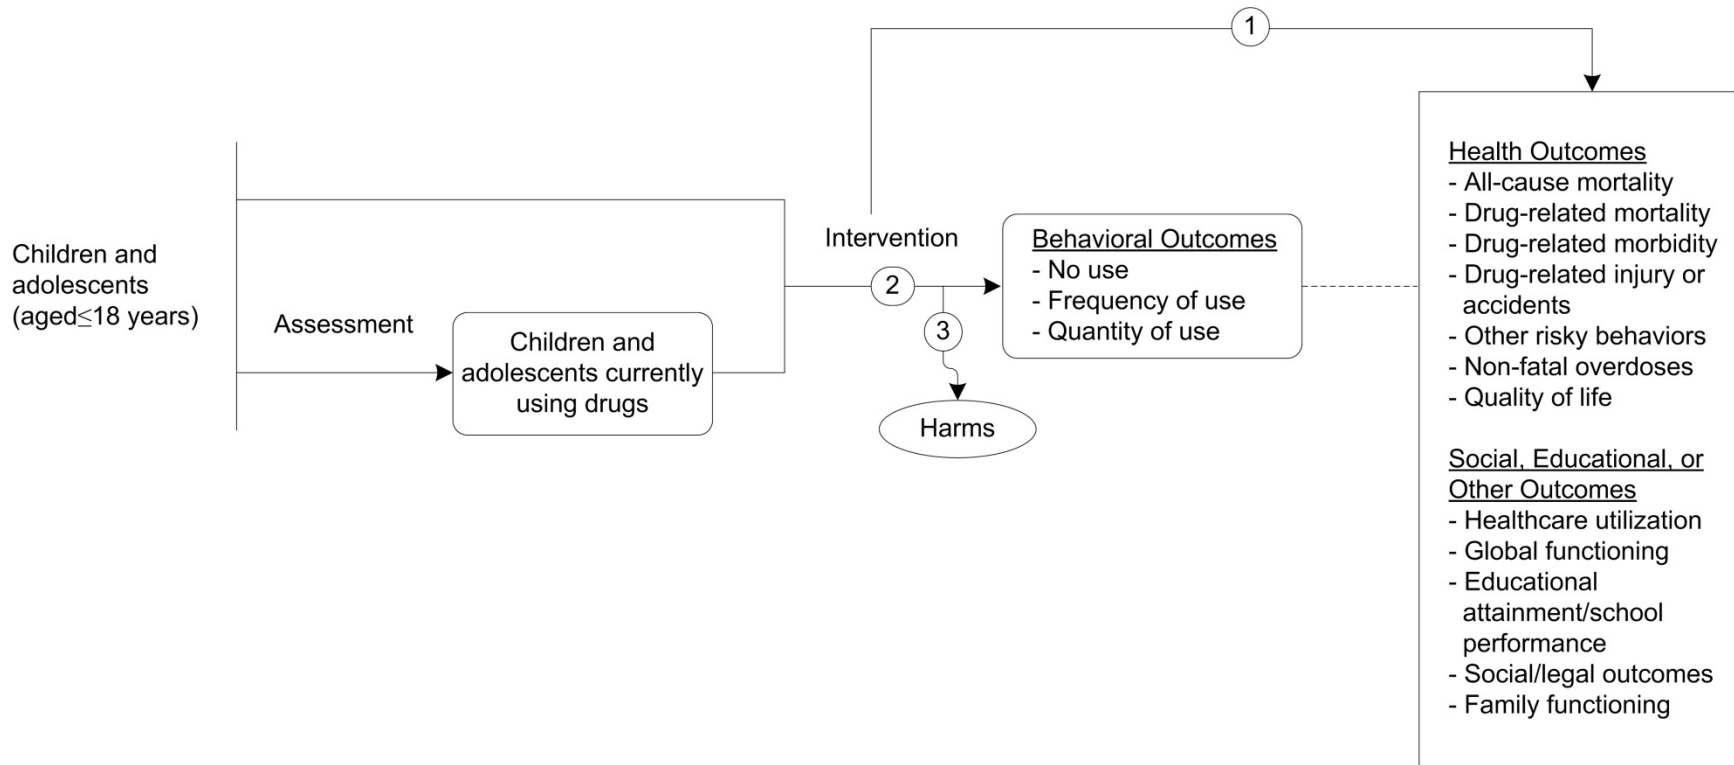 1
Children and
adolescents
(aged≤18 years)
Assessment
Children and
adolescents currently
using drugs
Intervention
2
3
Harms
Behavioral Outcomes
- No use
- Frequency of use
- Quantity of use
Health Outcomes
- All-cause mortality
- Drug-related mortality
- Drug-related morbidity
- Drug-related injury or
accidents
- Other risky behaviors
- Non-fatal overdoses
- Quality of life
Social, Educational, or
Other Outcomes
- Healthcare utilization
- Global functioning
- Educational
attainment/school
performance
- Social/legal outcomes
- Family functioning